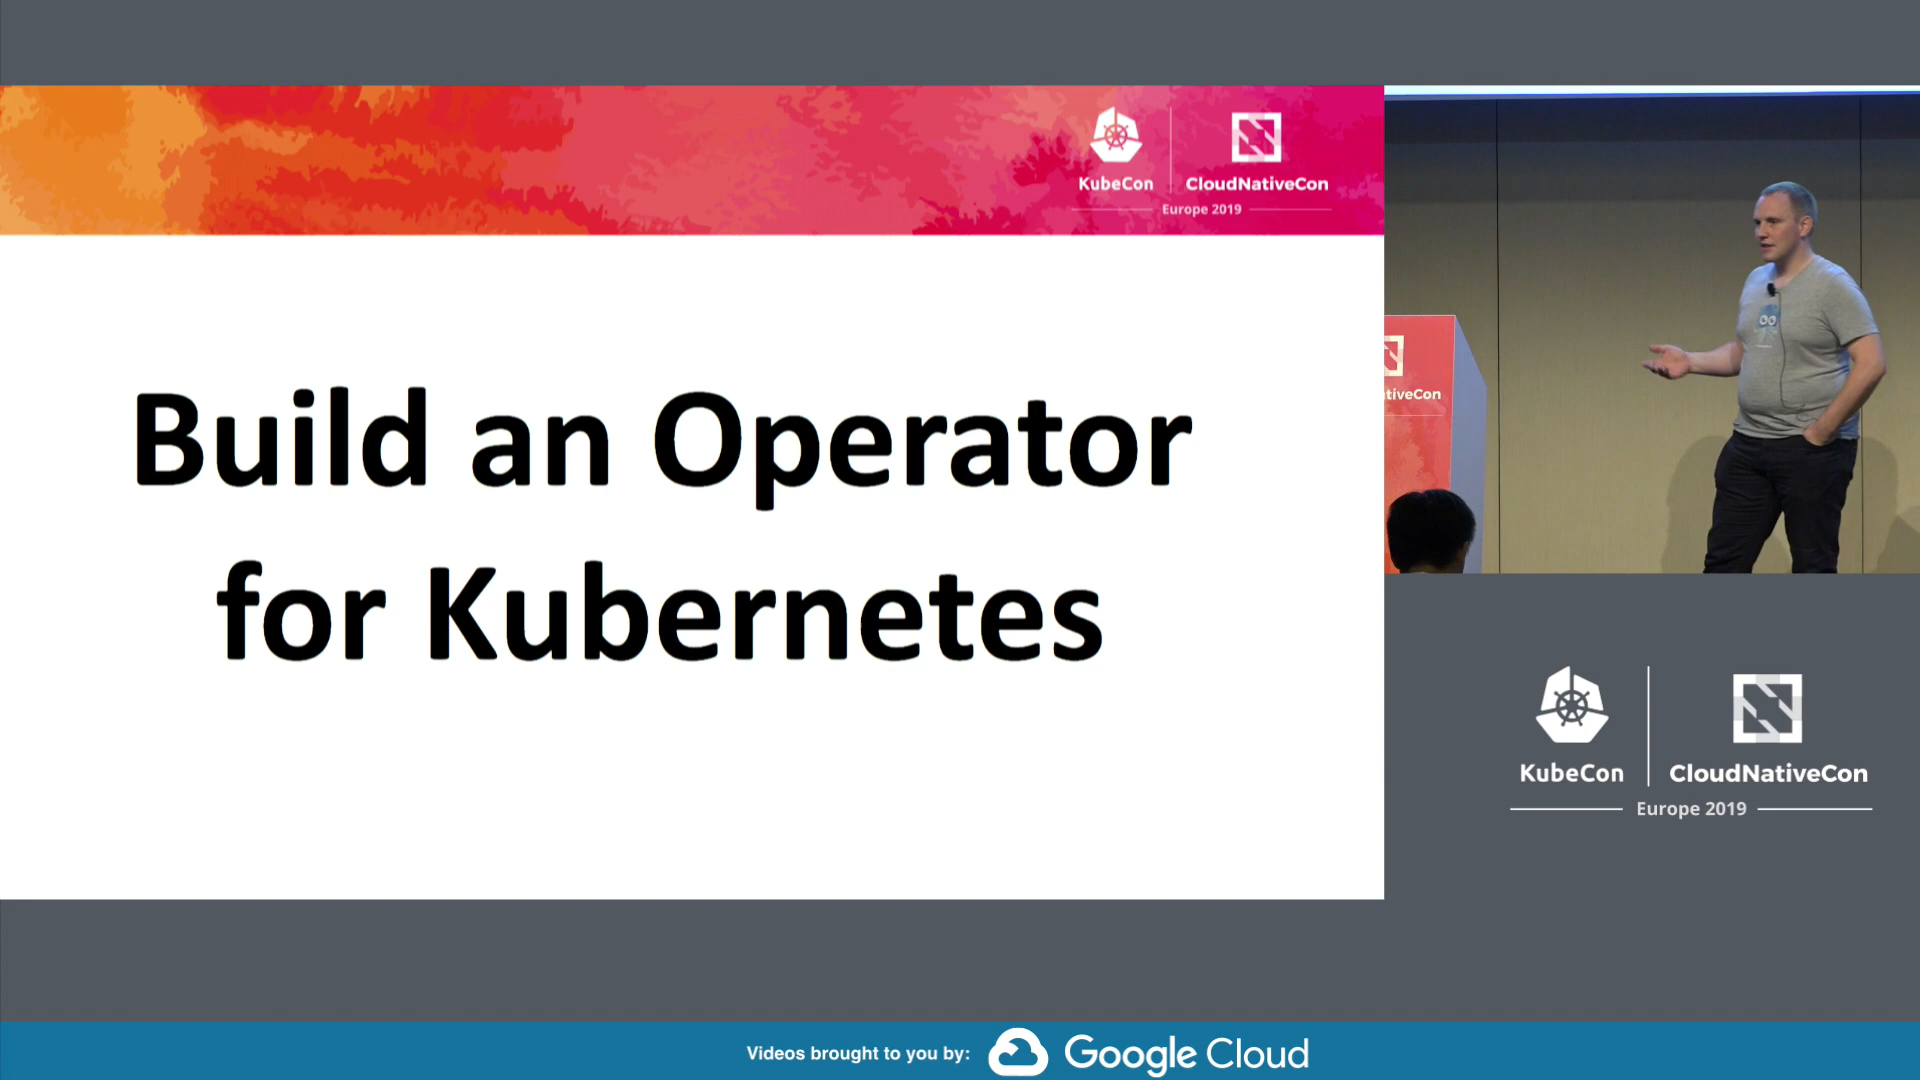 KubeCon
CloudNativeCon
Europe 2019
Build an Operator
for Kubernetes
tiveCon
KubeCon
CloudNativeCon
Europe 2019
Videos brought to you by:
Google Cloud